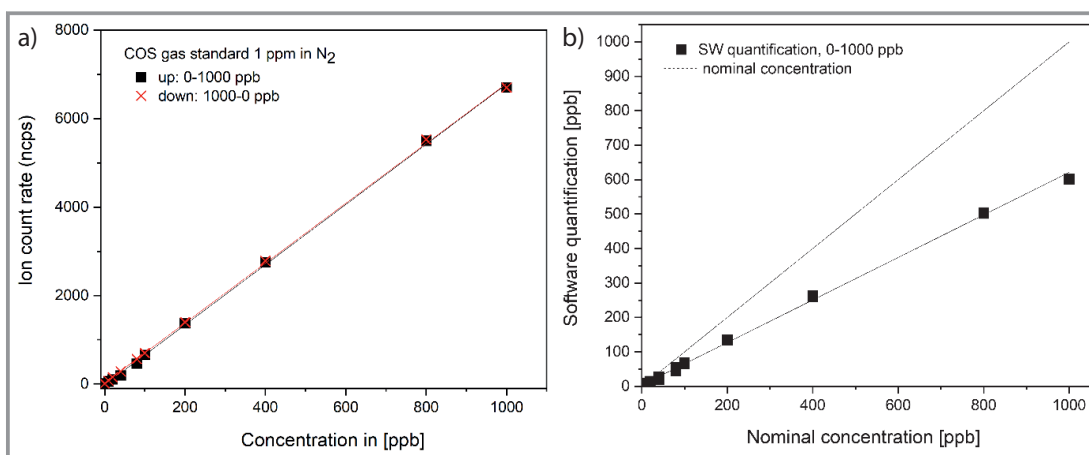 a)
COS gas standard 1 ppm in N2
up: 0-1000 ppb
down: 1000-0 ppb
8000
6000
4000
2000
0
Ion count rate (ncps)
0 200 400 600 800 1000
Concentration in [ppb]
b)
SW quantification, 0-1000 ppb
nominal concentration
1000
900
800
700
600
500
400
300
200
100
0
Software quantification [ppb]
0 200 400 600 800 1000
Nominal concentration [ppb]